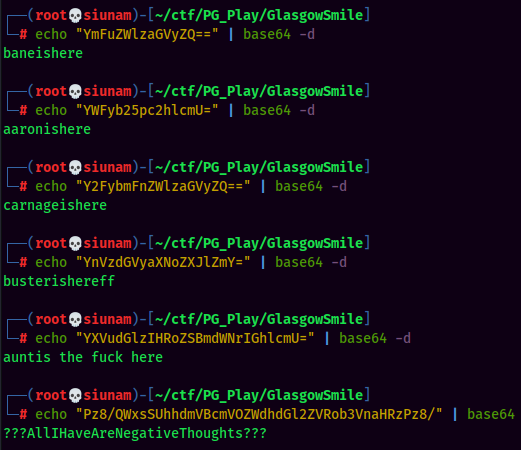 ┌──(root💀siunam)-[~/ctf/PG_Play/GlasgowSmile]
└─# echo "YmFuZWlzaGVyZQ==" | base64 -d
baneishere
┌──(root💀siunam)-[~/ctf/PG_Play/GlasgowSmile]
└─# echo "YWFyb25pc2hlcmU=" | base64 -d
aaronishere
┌──(root💀siunam)-[~/ctf/PG_Play/GlasgowSmile]
└─# echo "Y2FybmFnZWlzaGVyZQ==" | base64 -d
carnageishere
┌──(root💀siunam)-[~/ctf/PG_Play/GlasgowSmile]
└─# echo "YnVzdGVyaXNoZXJlZmY=" | base64 -d
busterishereff
┌──(root💀siunam)-[~/ctf/PG_Play/GlasgowSmile]
└─# echo "YXVudGlzIHRoZSBmdWNrIGhlcmU=" | base64 -d
auntis the fuck here
┌──(root💀siunam)-[~/ctf/PG_Play/GlasgowSmile]
└─# echo "Pz8/QWxsSUhhdmVBcmVOZWdhdGl2ZVRob3VnaHRzPz8/" | base64
???AllIHaveAreNegativeThoughts???